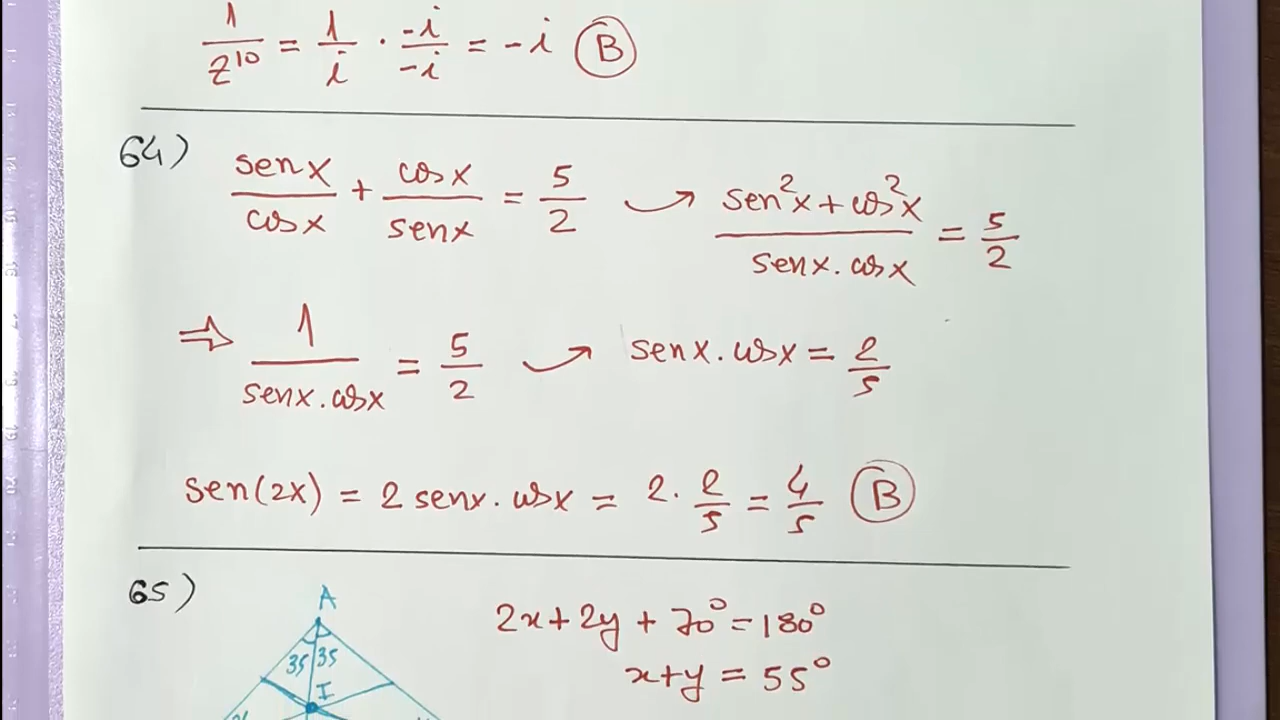 1/z¹⁰ = 1/i · -i/-i = -i (B)
64) senx/cosx + cosx/senx = 5/2 → sen²x + cos²x / senx.cosx = 5/2
⇒ 1/senx.cosx = 5/2 → senx.cosx = 2/5
sen(2x) = 2 senx.cosx = 2 · 2/5 = 4/5 (B)
65) A
2x + 2y + 70° = 180°
35 35
x+y = 55°
I